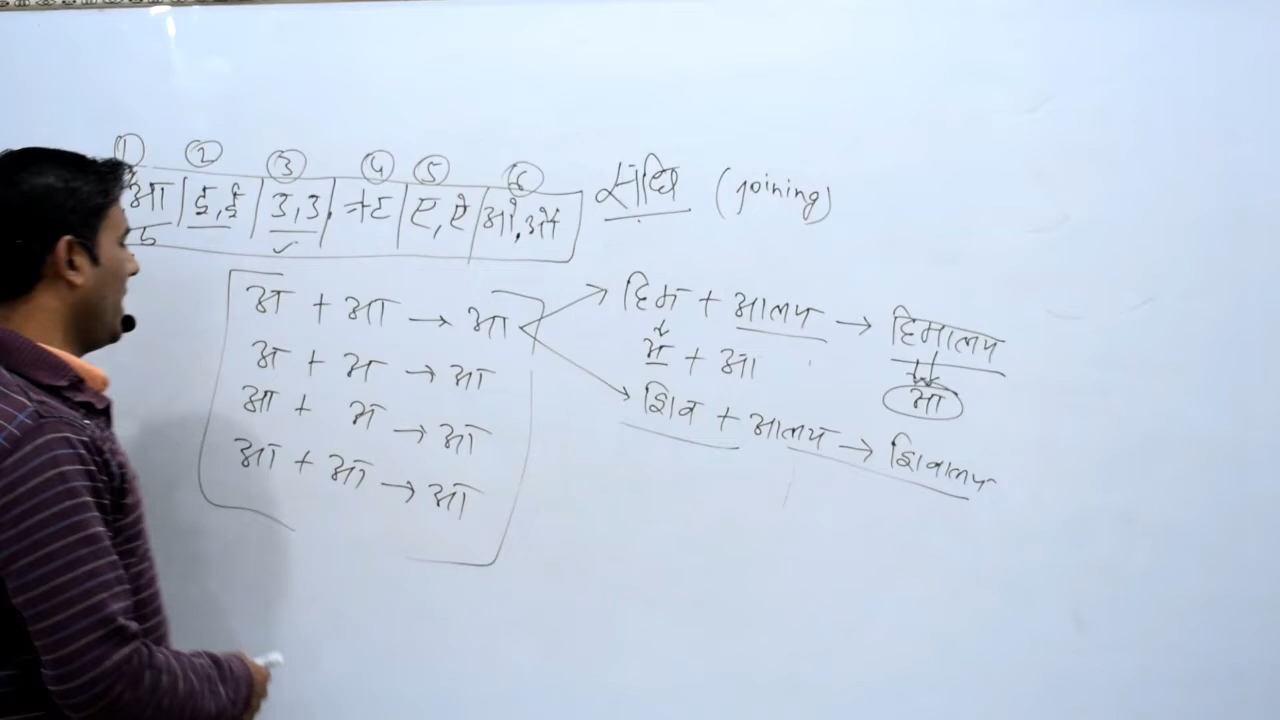 ① ② ③ ④ ⑤ ⑥
आ | इ, ई | उ, उ, | ऋ | ए, ऐ | ओ, औ संधि (joining)
अ + आ → आ
अ + अ → आ
आ + अ → आ
आ + आ → आ
हिम + आलय → हिमालय
म + आ मा
शिव + आलय → शिवालय